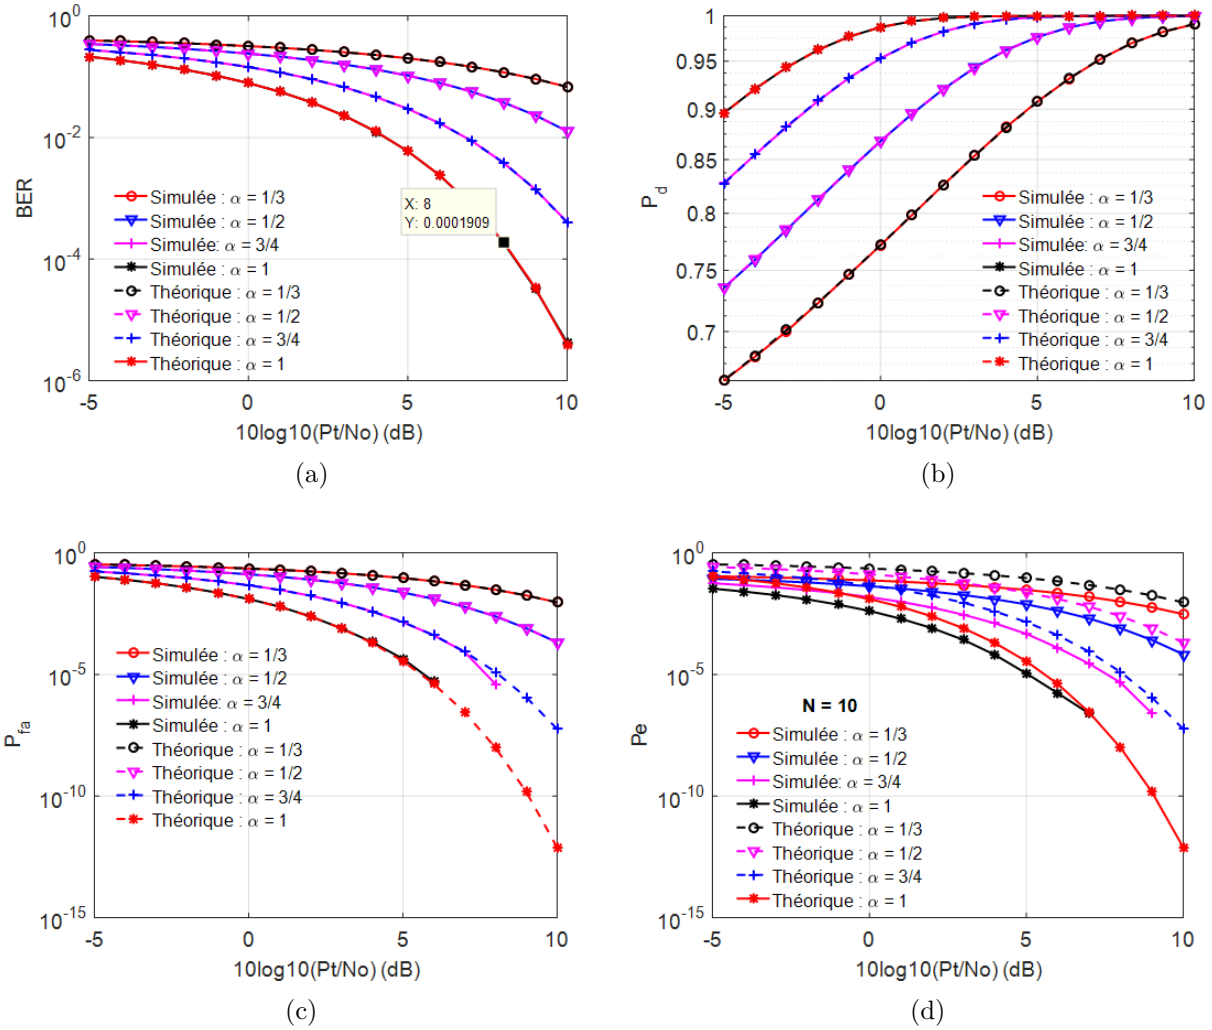 10^0
10^-2
10^-4
10^-6
BER
X: 8
Y: 0.0001909
Simulée : α = 1/3
Simulée : α = 1/2
Simulée: α = 3/4
Simulée : α = 1
Théorique : α = 1/3
Théorique : α = 1/2
Théorique : α = 3/4
Théorique : α = 1
-5 0 5 10
10log10(Pt/No) (dB)
(a)
1
0.95
0.9
0.85
0.8
0.75
0.7
P_d
Simulée : α = 1/3
Simulée : α = 1/2
Simulée: α = 3/4
Simulée : α = 1
Théorique : α = 1/3
Théorique : α = 1/2
Théorique : α = 3/4
Théorique : α = 1
-5 0 5 10
10log10(Pt/No) (dB)
(b)
10^0
10^-5
10^-10
10^-15
P_fa
Simulée : α = 1/3
Simulée : α = 1/2
Simulée: α = 3/4
Simulée : α = 1
Théorique : α = 1/3
Théorique : α = 1/2
Théorique : α = 3/4
Théorique : α = 1
-5 0 5 10
10log10(Pt/No) (dB)
(c)
10^0
10^-5
10^-10
10^-15
Pe
N = 10
Simulée : α = 1/3
Simulée : α = 1/2
Simulée: α = 3/4
Simulée : α = 1
Théorique : α = 1/3
Théorique : α = 1/2
Théorique : α = 3/4
Théorique : α = 1
-5 0 5 10
10log10(Pt/No) (dB)
(d)